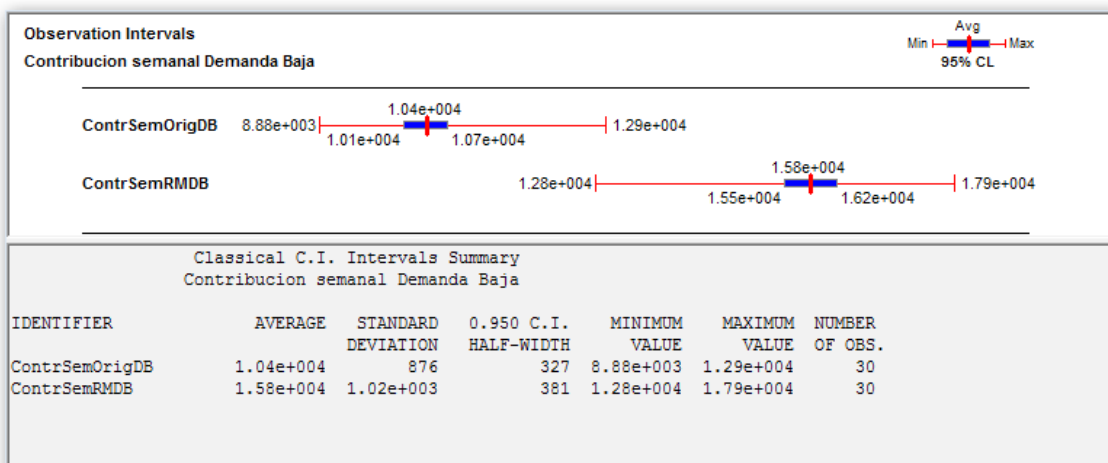 Observation Intervals
Contribucion semanal Demanda Baja
Avg
Min Max
95% CL
1.04e+004
ContrSemOrigDB 8.88e+003 1.29e+004
1.01e+004 1.07e+004
1.58e+004
ContrSemRMDB 1.28e+004 1.79e+004
1.55e+004 1.62e+004
Classical C.I. Intervals Summary
Contribucion semanal Demanda Baja
IDENTIFIER AVERAGE STANDARD 0.950 C.I. MINIMUM MAXIMUM NUMBER
DEVIATION HALF-WIDTH VALUE VALUE OF OBS.
ContrSemOrigDB 1.04e+004 876 327 8.88e+003 1.29e+004 30
ContrSemRMDB 1.58e+004 1.02e+003 381 1.28e+004 1.79e+004 30